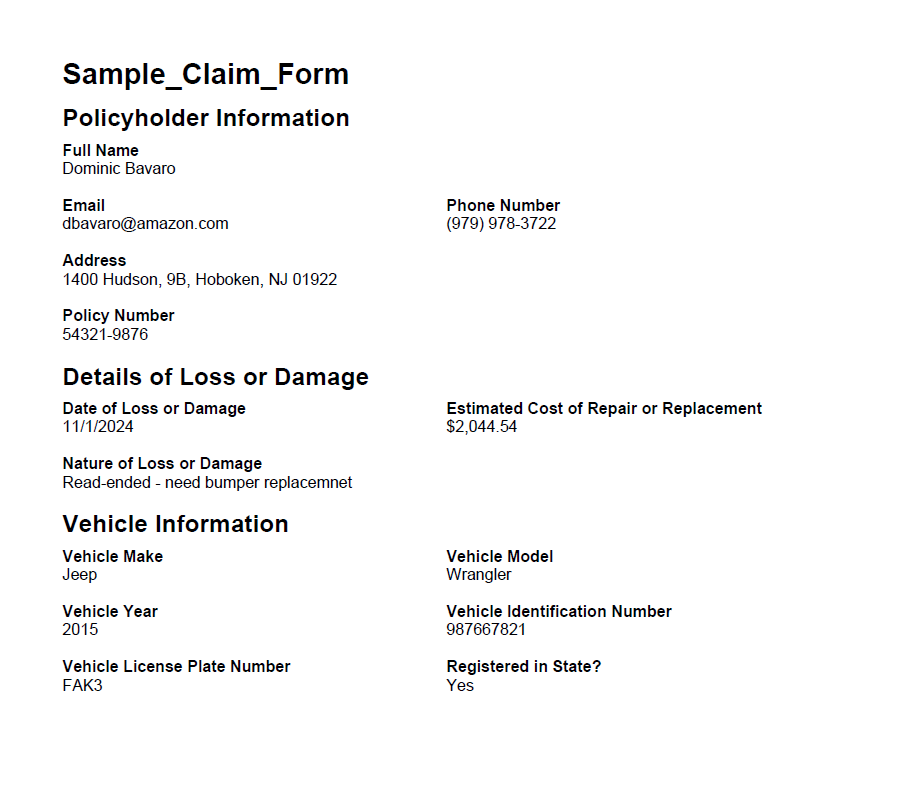 Sample_Claim_Form
Policyholder Information
Full Name
Dominic Bavaro
Email
dbavaro@amazon.com
Phone Number
(979) 978-3722
Address
1400 Hudson, 9B, Hoboken, NJ 01922
Policy Number
54321-9876
Details of Loss or Damage
Date of Loss or Damage
11/1/2024
Estimated Cost of Repair or Replacement
$2,044.54
Nature of Loss or Damage
Read-ended - need bumper replacemnet
Vehicle Information
Vehicle Make
Jeep
Vehicle Model
Wrangler
Vehicle Year
2015
Vehicle Identification Number
987667821
Vehicle License Plate Number
FAK3
Registered in State?
Yes